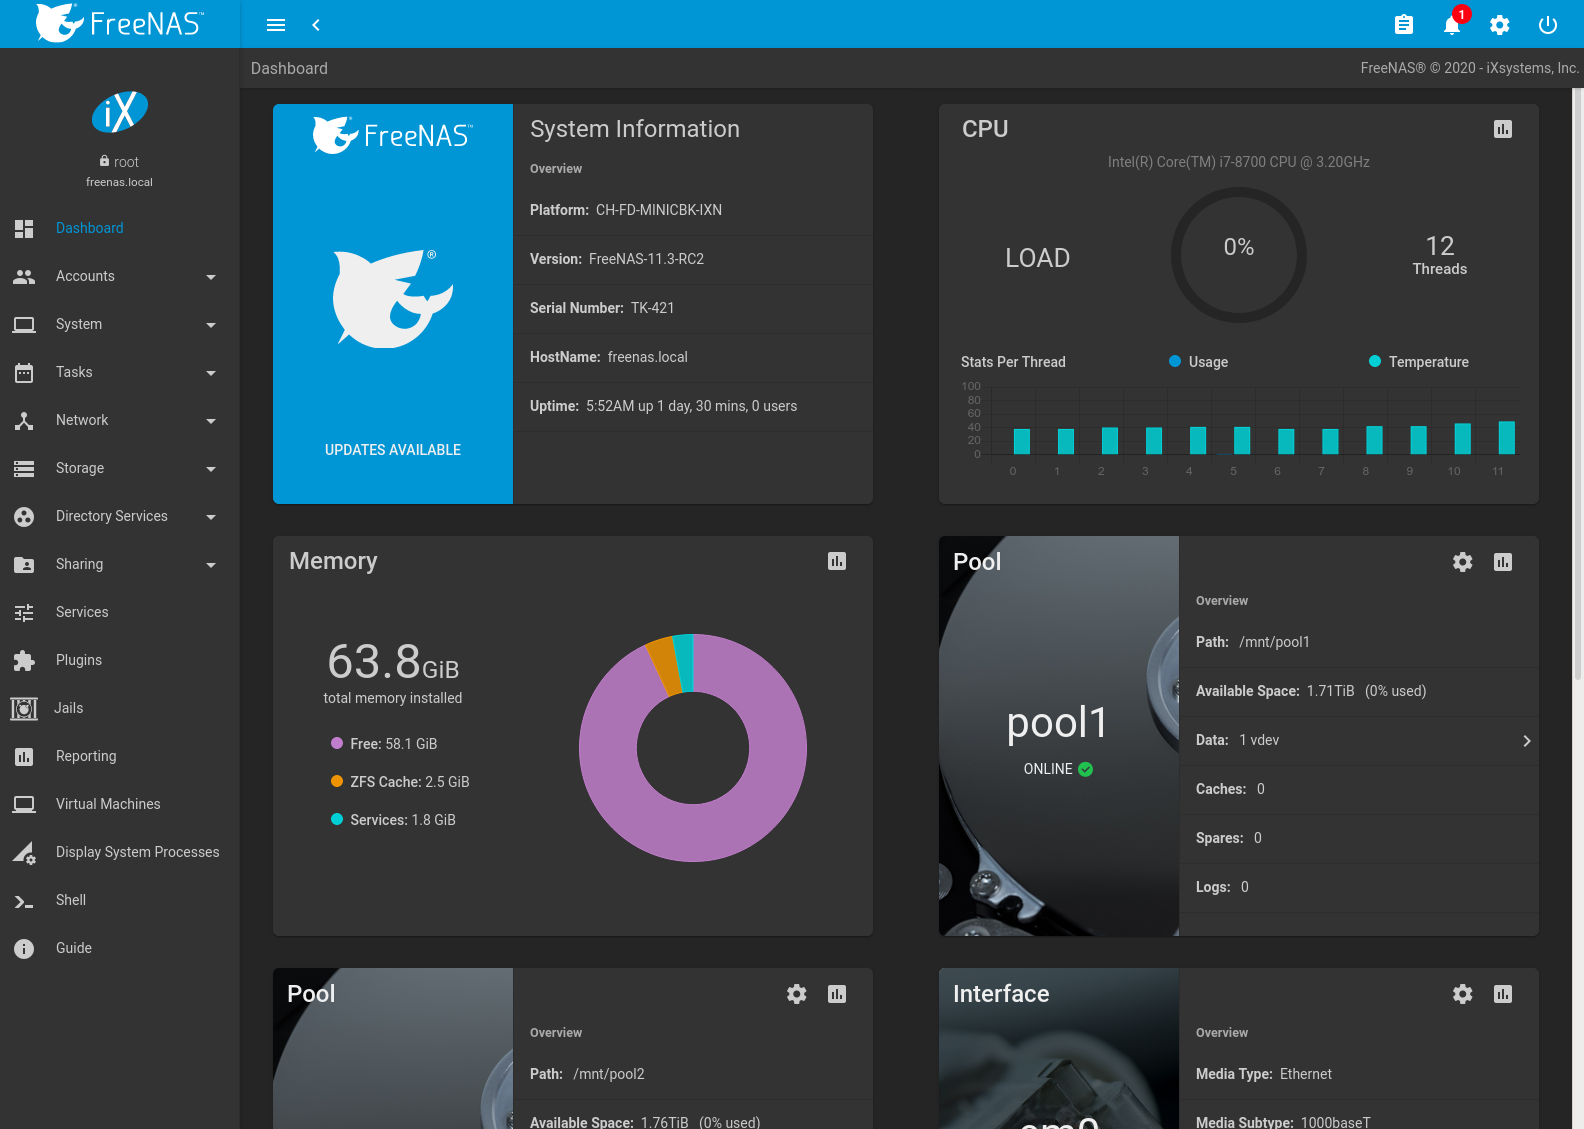 FreeNAS™
1
Dashboard
FreeNAS® © 2020 - iXsystems, Inc.
iX
root
freenas.local
Dashboard
Accounts
System
Tasks
Network
Storage
Directory Services
Sharing
Services
Plugins
Jails
Reporting
Virtual Machines
Display System Processes
Shell
Guide
FreeNAS™
®
UPDATES AVAILABLE
System Information
Overview
Platform: CH-FD-MINICBK-IXN
Version: FreeNAS-11.3-RC2
Serial Number: TK-421
HostName: freenas.local
Uptime: 5:52AM up 1 day, 30 mins, 0 users
CPU
Intel(R) Core(TM) i7-8700 CPU @ 3.20GHz
LOAD
0%
12
Threads
Stats Per Thread
Usage
Temperature
100
80
60
40
20
0
0 1 2 3 4 5 6 7 8 9 10 11
Memory
63.8GiB
total memory installed
Free: 58.1 GiB
ZFS Cache: 2.5 GiB
Services: 1.8 GiB
Pool
pool1
ONLINE
Overview
Path: /mnt/pool1
Available Space: 1.71TiB (0% used)
Data: 1 vdev
Caches: 0
Spares: 0
Logs: 0
Pool
Overview
Path: /mnt/pool2
Available Space: 1.76TiB (0% used)
Interface
em0
Overview
Media Type: Ethernet
Media Subtype: 1000baseT